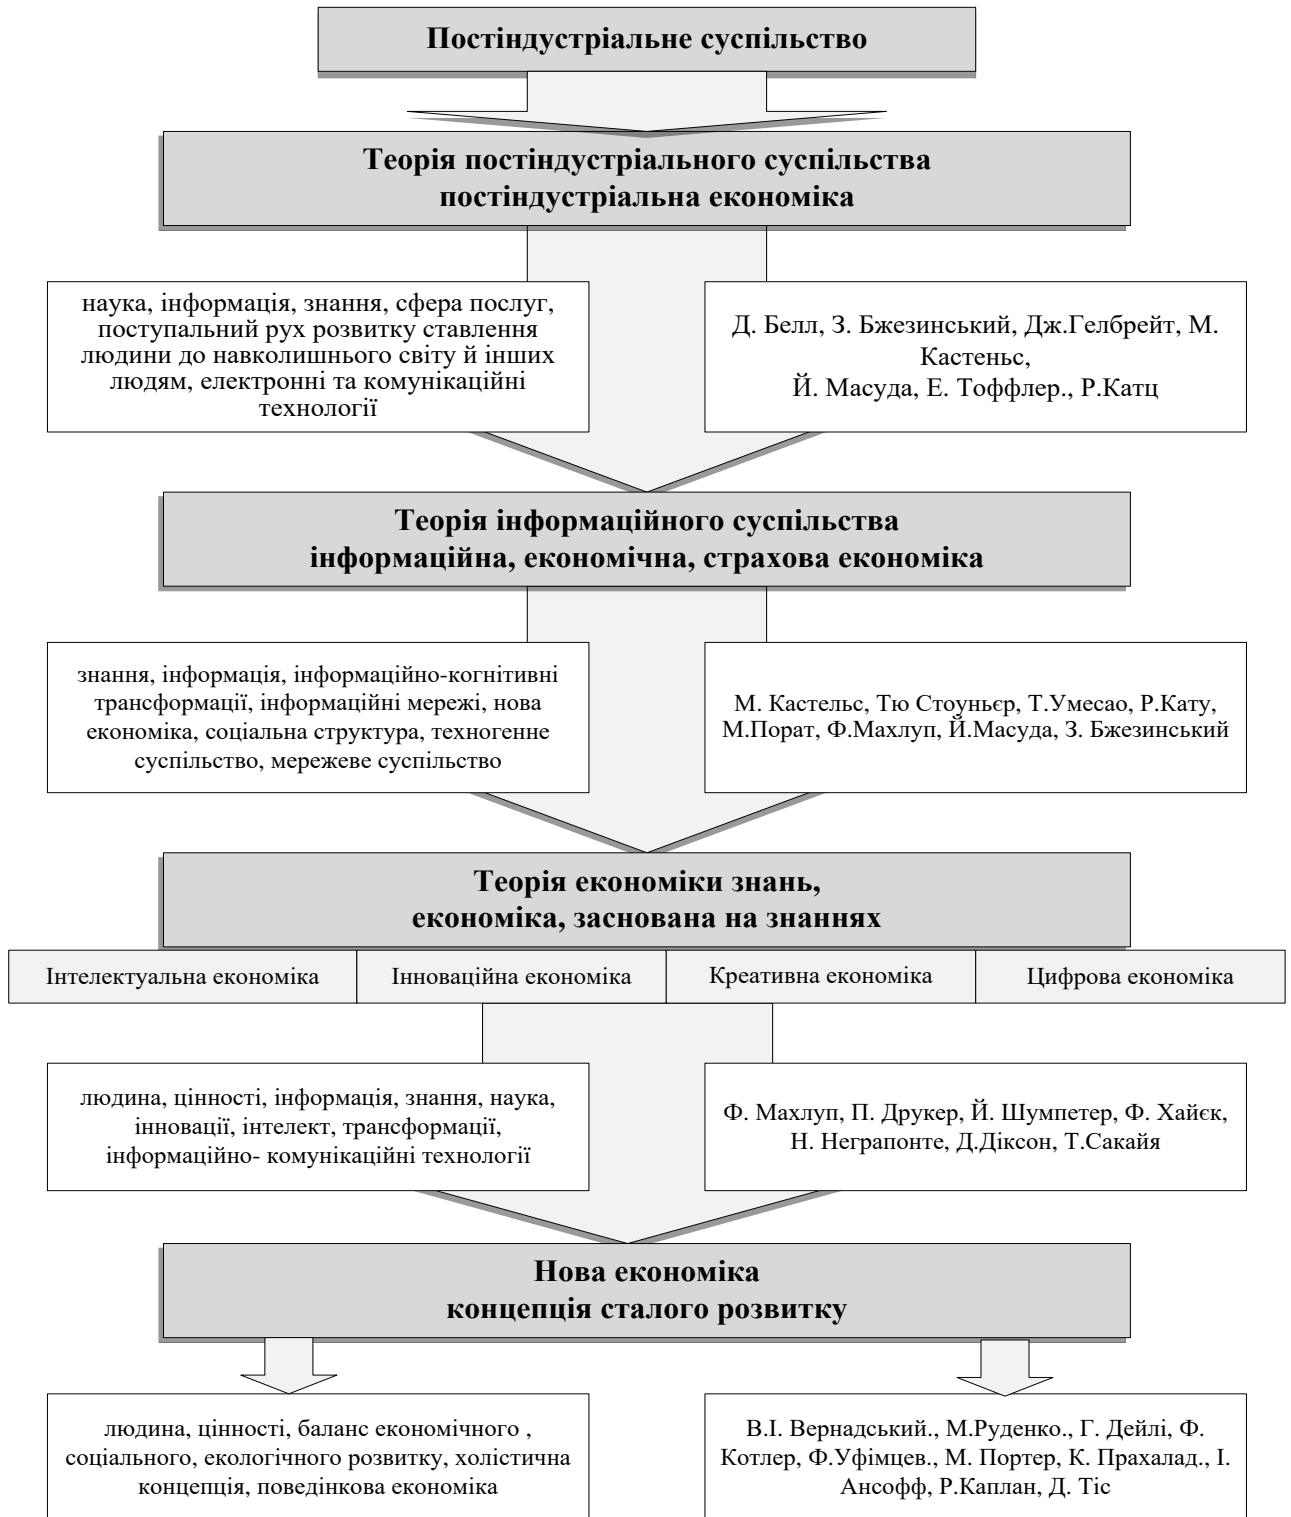 Постіндустріальне суспільство
Теорія постіндустріального суспільства
постіндустріальна економіка
наука, інформація, знання, сфера послуг,
поступальний рух розвитку ставлення
людини до навколишнього світу й інших
людям, електронні та комунікаційні
технології
Д. Белл, З. Бжезинський, Дж.Гелбрейт, М.
Кастеньс,
Й. Масуда, Е. Тоффлер., Р.Катц
Теорія інформаційного суспільства
інформаційна, економічна, страхова економіка
знання, інформація, інформаційно-когнітивні
трансформації, інформаційні мережі, нова
економіка, соціальна структура, техногенне
суспільство, мережеве суспільство
М. Кастельс, Тю Стоуньєр, Т.Умесао, Р.Кату,
М.Порат, Ф.Махлуп, Й.Масуда, З. Бжезинський
Теорія економіки знань,
економіка, заснована на знаннях
Інтелектуальна економіка
Інноваційна економіка
Креативна економіка
Цифрова економіка
людина, цінності, інформація, знання, наука,
інновації, інтелект, трансформації,
інформаційно- комунікаційні технології
Ф. Махлуп, П. Друкер, Й. Шумпетер, Ф. Хайєк,
Н. Неграпонте, Д.Діксон, Т.Сакайя
Нова економіка
концепція сталого розвитку
людина, цінності, баланс економічного ,
соціального, екологічного розвитку, холістична
концепція, поведінкова економіка
В.І. Вернадський., М.Руденко., Г. Дейлі, Ф.
Котлер, Ф.Уфімцев., М. Портер, К. Прахалад., І.
Ансофф, Р.Каплан, Д. Тіс